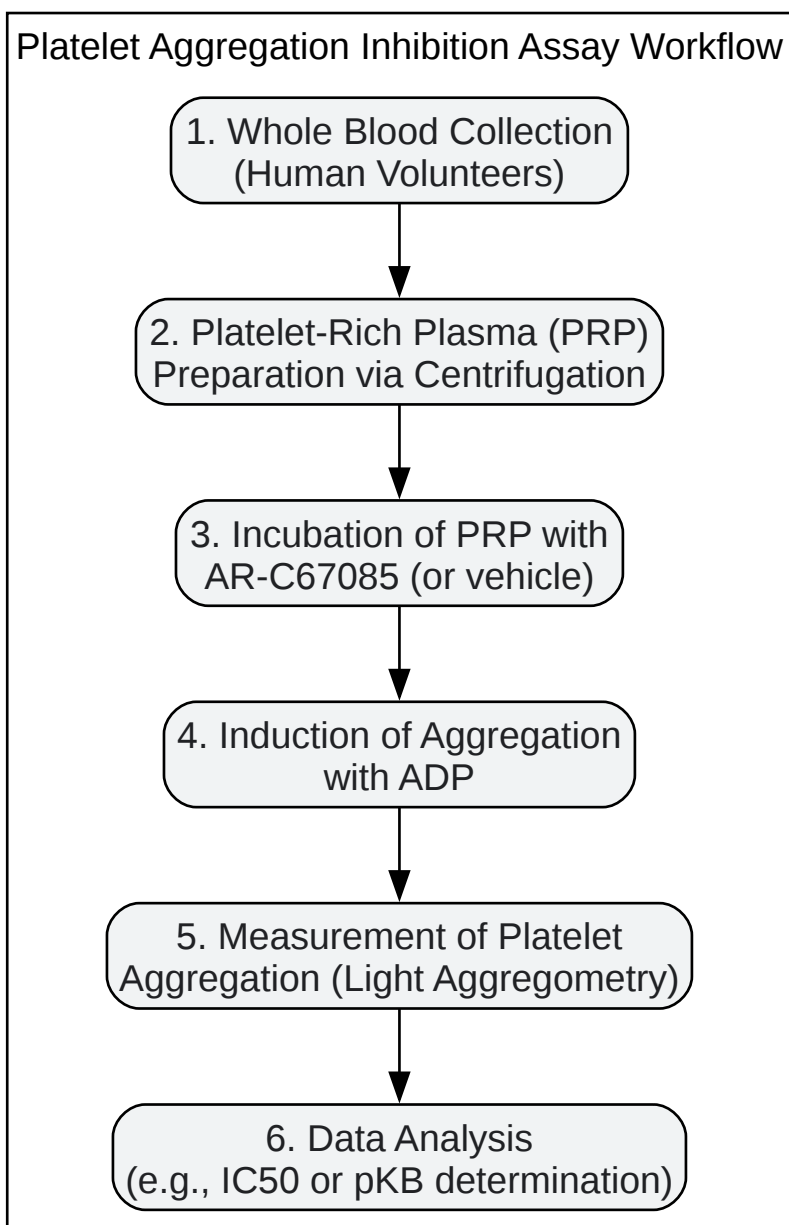 Platelet Aggregation Inhibition Assay Workflow
1. Whole Blood Collection
(Human Volunteers)
2. Platelet-Rich Plasma (PRP)
Preparation via Centrifugation
3. Incubation of PRP with
AR-C67085 (or vehicle)
4. Induction of Aggregation
with ADP
5. Measurement of Platelet
Aggregation (Light Aggregometry)
6. Data Analysis
(e.g., IC50 or pKB determination)